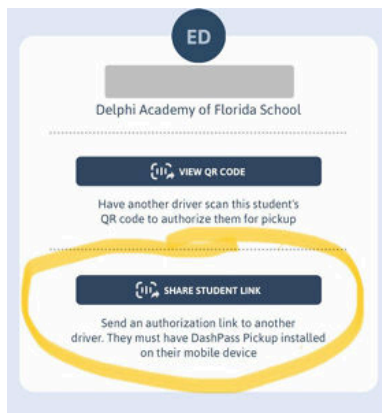 ED
Delphi Academy of Florida School
VIEW QR CODE
Have another driver scan this student's
QR code to authorize them for pickup
SHARE STUDENT LINK
Send an authorization link to another
driver. They must have DashPass Pickup installed
on their mobile device